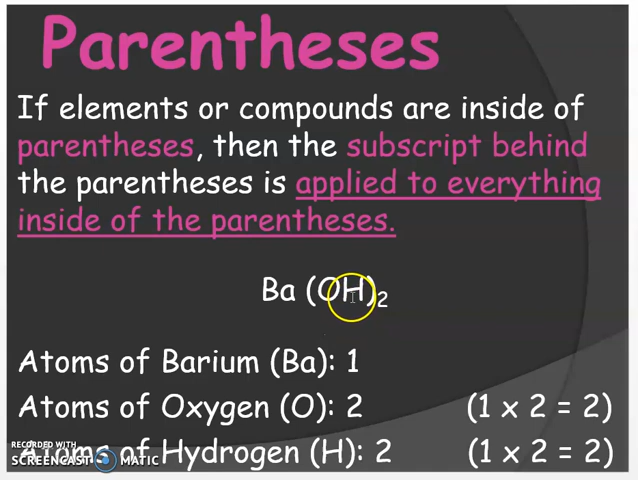 Parentheses
If elements or compounds are inside of
parentheses, then the subscript behind
the parentheses is applied to everything
inside of the parentheses.
Ba (OH)₂
Atoms of Barium (Ba): 1
Atoms of Oxygen (O): 2 (1 x 2 = 2)
Atoms of Hydrogen (H): 2 (1 x 2 = 2)
RECORDED WITH
SCREENCAST MATIC